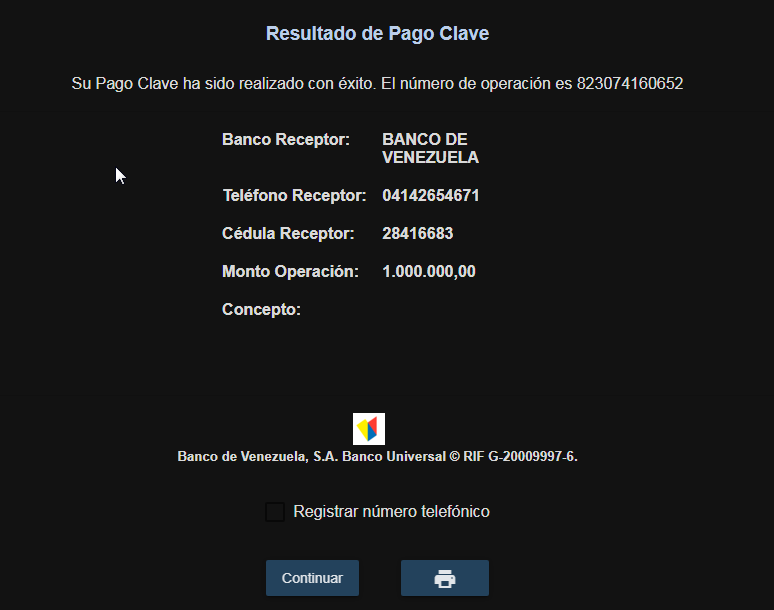 Resultado de Pago Clave
Su Pago Clave ha sido realizado con éxito. El número de operación es 823074160652
Banco Receptor: BANCO DE
VENEZUELA
Teléfono Receptor: 04142654671
Cédula Receptor: 28416683
Monto Operación: 1.000.000,00
Concepto:
Banco de Venezuela, S.A. Banco Universal © RIF G-20009997-6.
Registrar número telefónico
Continuar